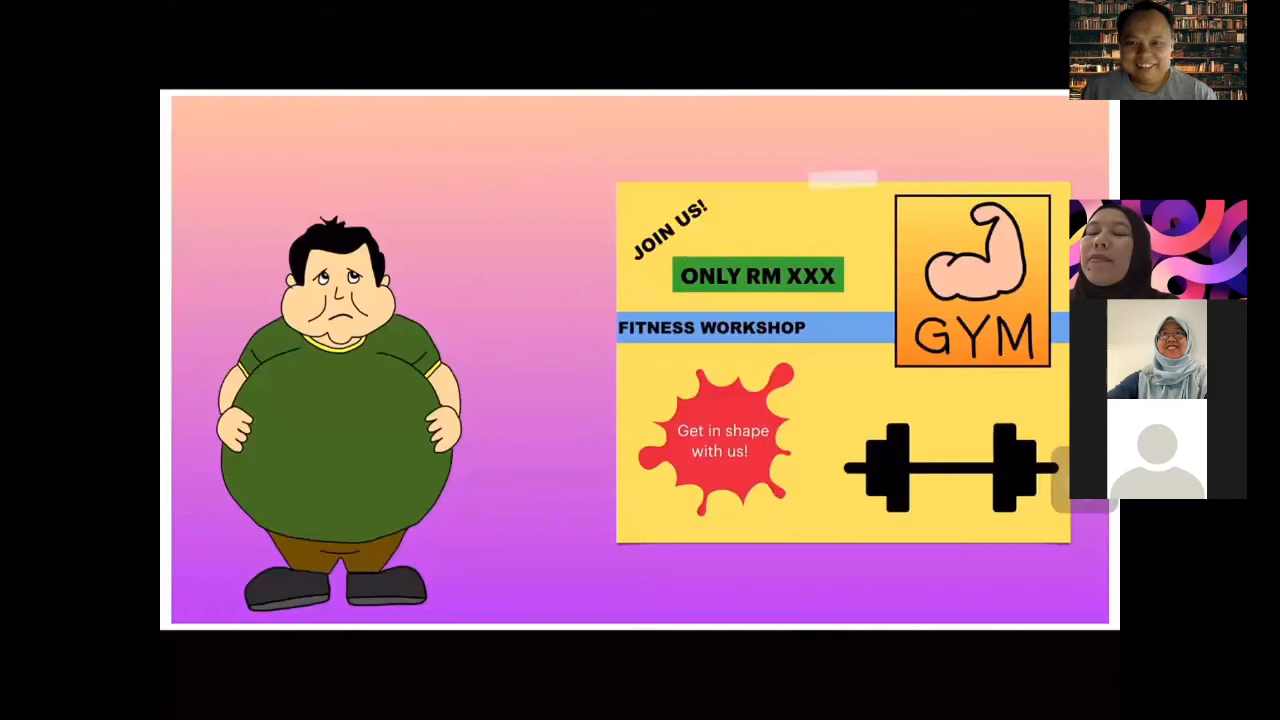 JOIN US!
ONLY RM XXX
FITNESS WORKSHOP
GYM
Get in shape
with us!